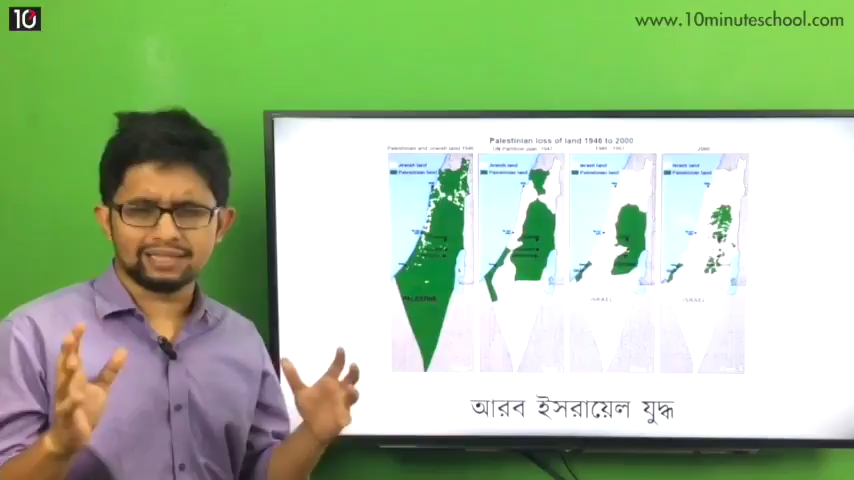 10
www.10minuteschool.com
Palestinian loss of land 1946 to 2000
Palestinian and Jewish land 1946
UN Partition plan 1947
1949 - 1967
2000
Jewish land
Palestinian land
Jewish land
Palestinian land
Israeli land
Palestinian land
Israeli land
Palestinian land
PALESTINE
ISRAEL
ISRAEL
আরব ইসরায়েল যুদ্ধ